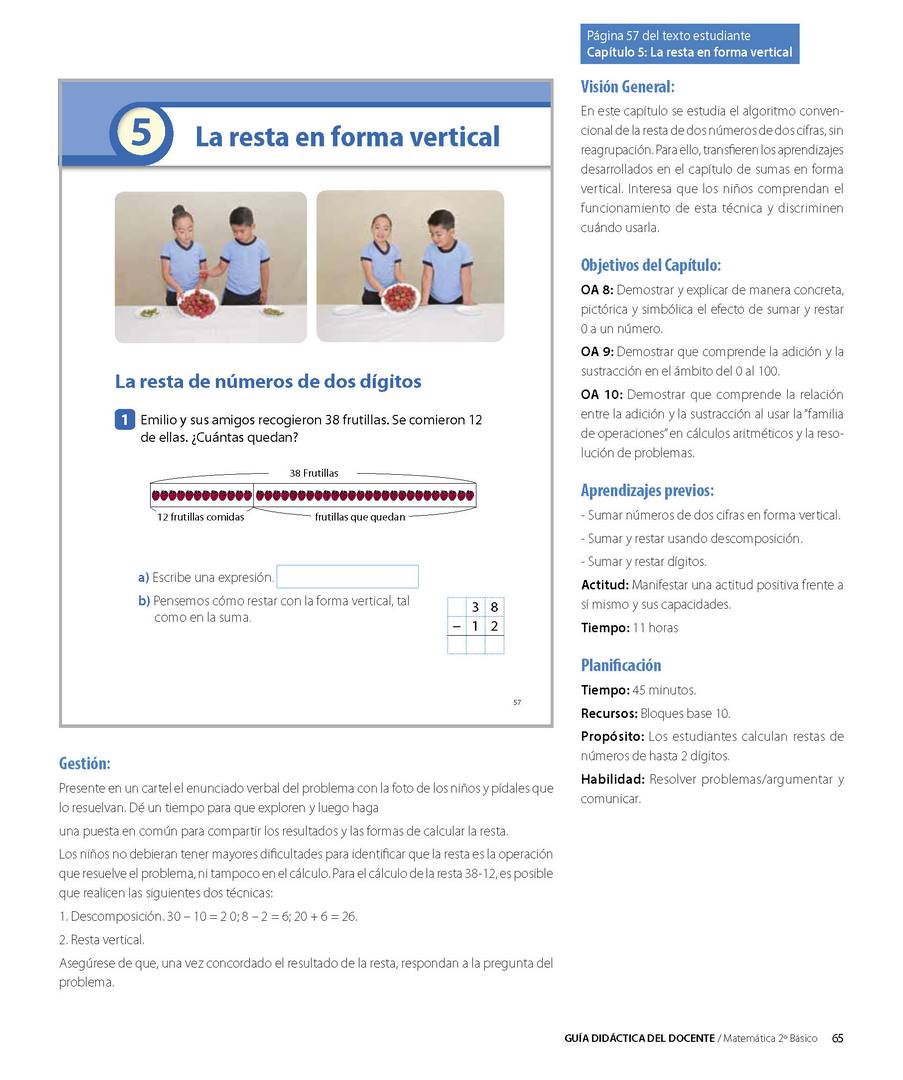 Página 57 del texto estudiante
Capítulo 5: La resta en forma vertical
5
La resta en forma vertical
La resta de números de dos dígitos
1 Emilio y sus amigos recogieron 38 frutillas. Se comieron 12
de ellas. ¿Cuántas quedan?
38 Frutillas
12 frutillas comidas
frutillas que quedan
a) Escribe una expresión.
b) Pensemos cómo restar con la forma vertical, tal
como en la suma.
3 8
– 1 2
57
Gestión:
Presente en un cartel el enunciado verbal del problema con la foto de los niños y pídales que
lo resuelvan. Dé un tiempo para que exploren y luego haga
una puesta en común para compartir los resultados y las formas de calcular la resta.
Los niños no debieran tener mayores dificultades para identificar que la resta es la operación
que resuelve el problema, ni tampoco en el cálculo. Para el cálculo de la resta 38-12, es posible
que realicen las siguientes dos técnicas:
1. Descomposición. 30 – 10 = 2 0; 8 – 2 = 6; 20 + 6 = 26.
2. Resta vertical.
Asegúrese de que, una vez concordado el resultado de la resta, respondan a la pregunta del
problema.
Visión General:
En este capítulo se estudia el algoritmo conven-
cional de la resta de dos números de dos cifras, sin
reagrupación. Para ello, transfieren los aprendizajes
desarrollados en el capítulo de sumas en forma
vertical. Interesa que los niños comprendan el
funcionamiento de esta técnica y discriminen
cuándo usarla.
Objetivos del Capítulo:
OA 8: Demostrar y explicar de manera concreta,
pictórica y simbólica el efecto de sumar y restar
0 a un número.
OA 9: Demostrar que comprende la adición y la
sustracción en el ámbito del 0 al 100.
OA 10: Demostrar que comprende la relación
entre la adición y la sustracción al usar la "familia
de operaciones" en cálculos aritméticos y la reso-
lución de problemas.
Aprendizajes previos:
- Sumar números de dos cifras en forma vertical.
- Sumar y restar usando descomposición.
- Sumar y restar dígitos.
Actitud: Manifestar una actitud positiva frente a
sí mismo y sus capacidades.
Tiempo: 11 horas
Planificación
Tiempo: 45 minutos.
Recursos: Bloques base 10.
Propósito: Los estudiantes calculan restas de
números de hasta 2 dígitos.
Habilidad: Resolver problemas/argumentar y
comunicar.
GUÍA DIDÁCTICA DEL DOCENTE / Matemática 2º Básico 65